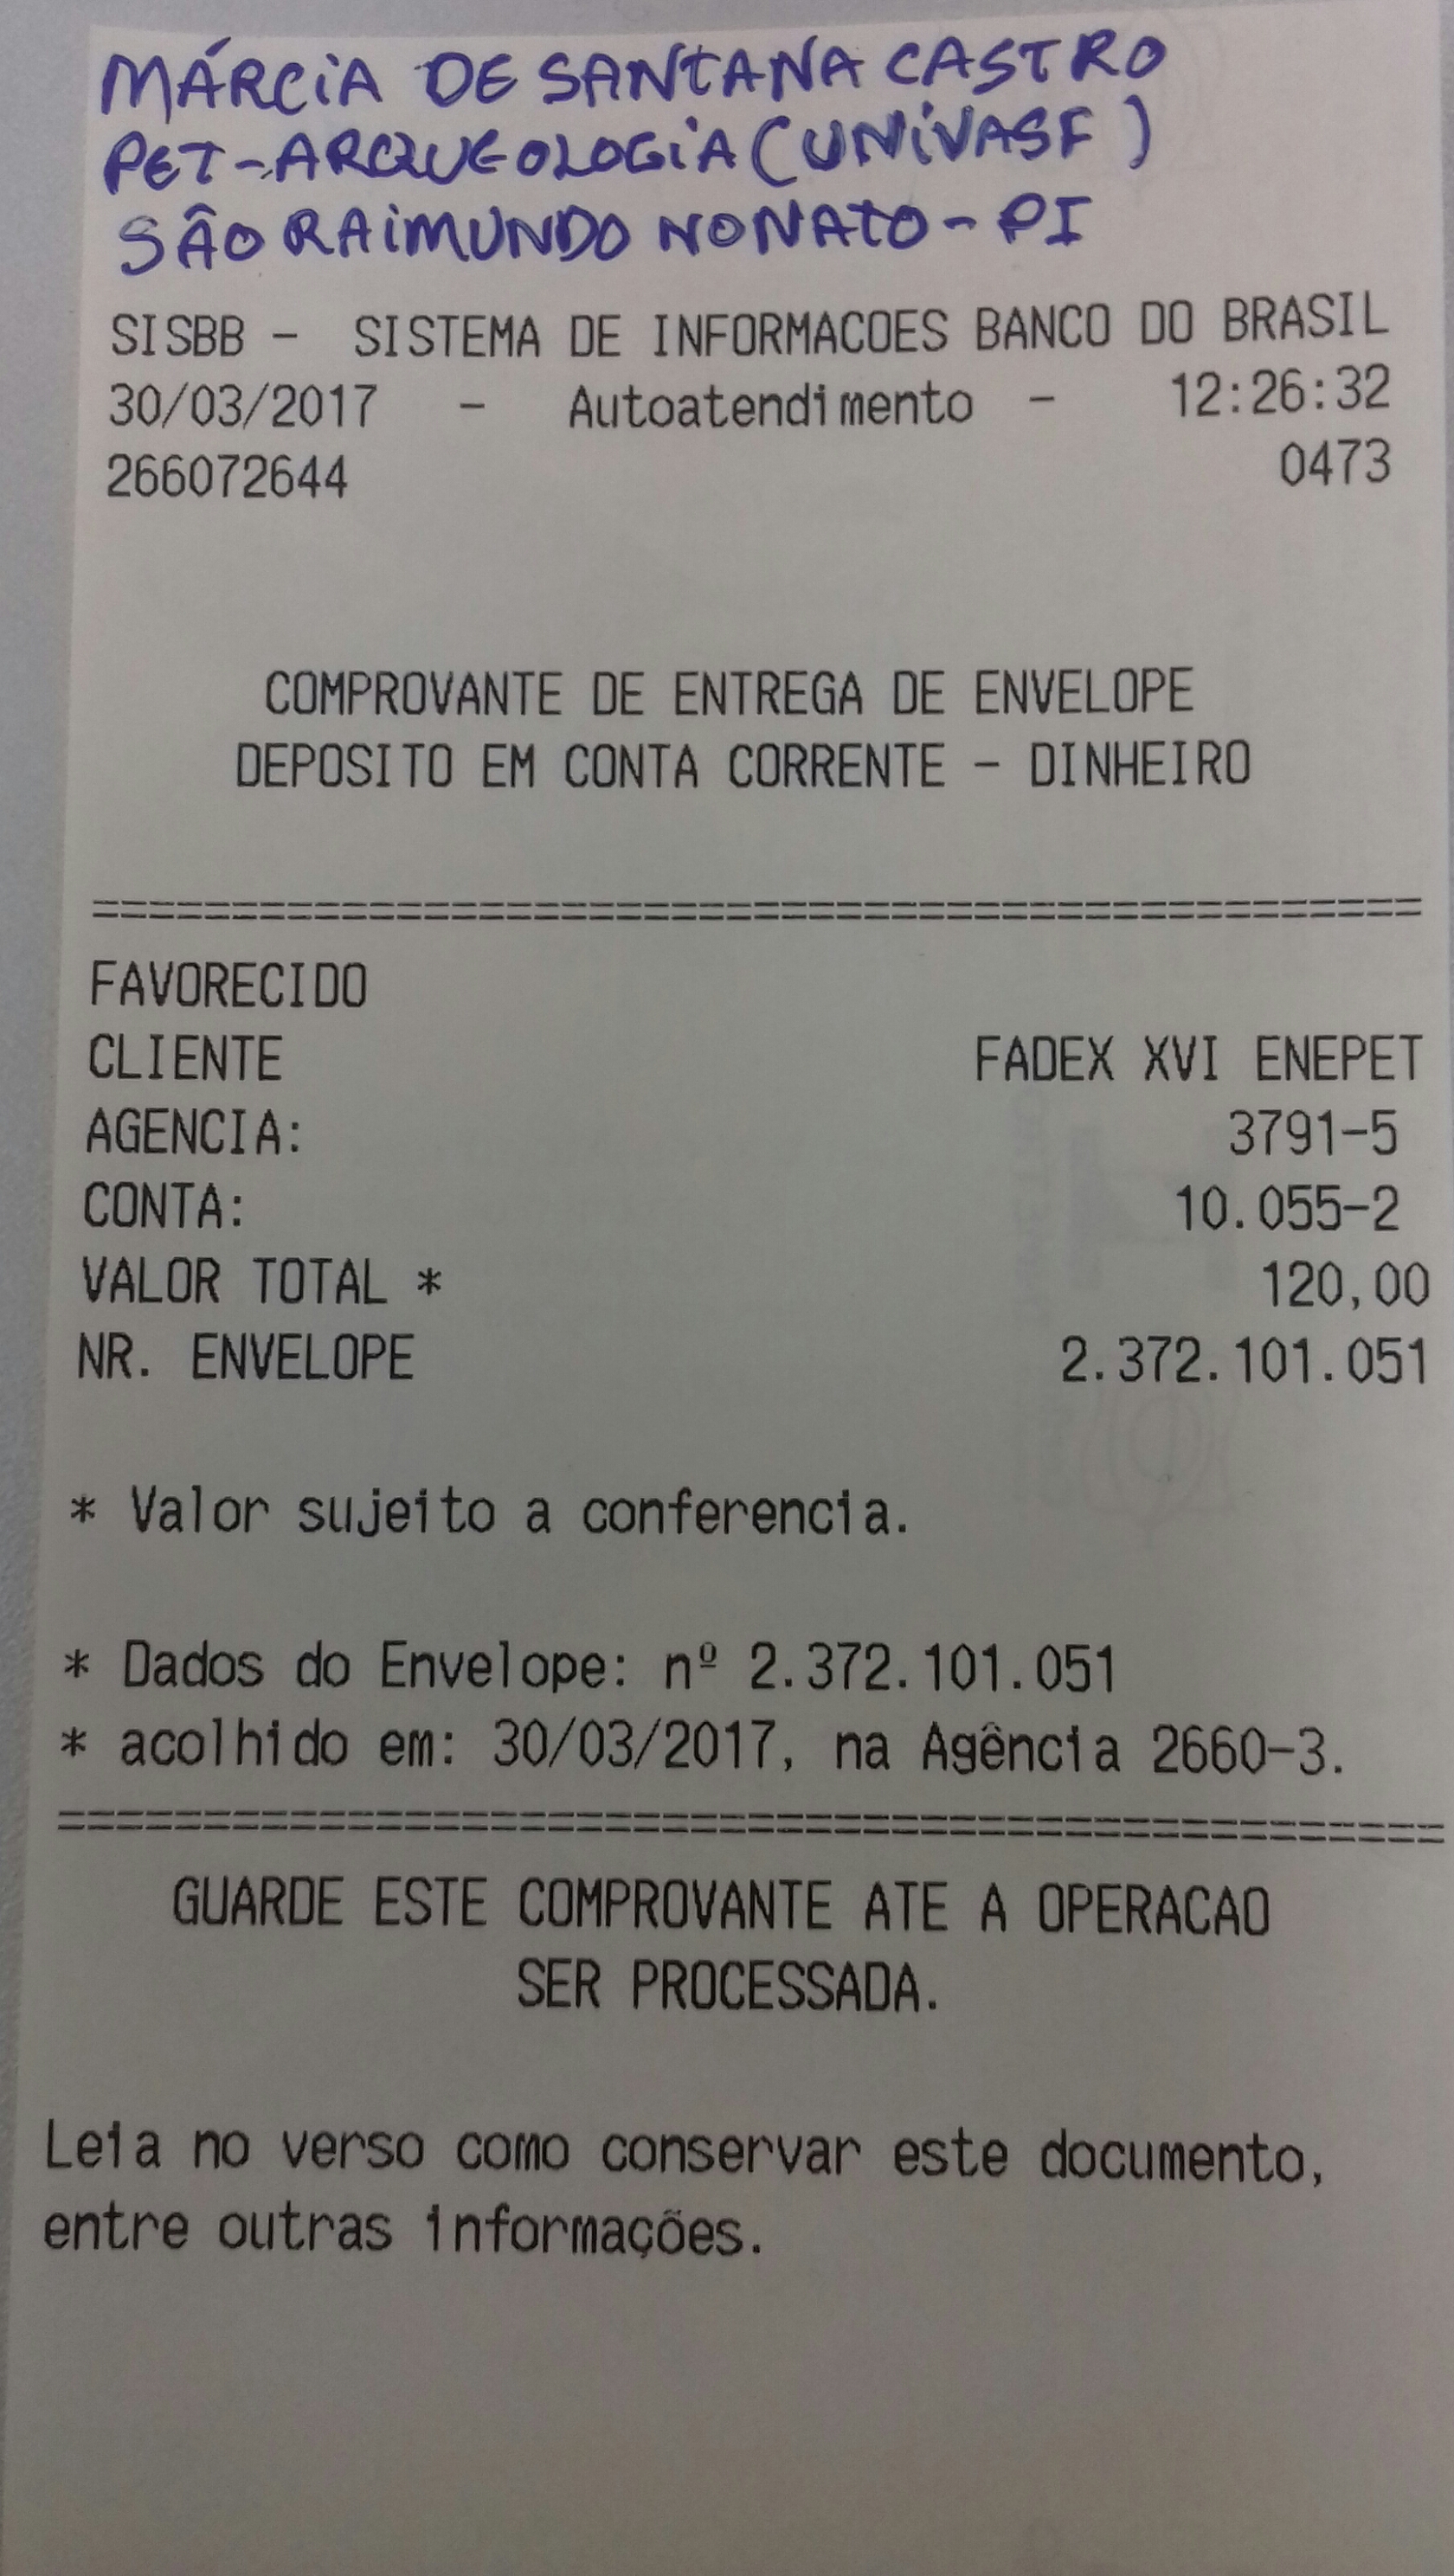 MÁRCIA DE SANTANA CASTRO
PET-ARQUEOLOGIA (UNIVASF)
SÂO RAIMUNDO NONATO - PI
SISBB - SISTEMA DE INFORMACOES BANCO DO BRASIL
30/03/2017 - Autoatendimento - 12:26:32
266072644 0473
COMPROVANTE DE ENTREGA DE ENVELOPE
DEPOSITO EM CONTA CORRENTE - DINHEIRO
================================================
FAVORECIDO
CLIENTE FADEX XVI ENEPET
AGENCIA: 3791-5
CONTA: 10.055-2
VALOR TOTAL * 120,00
NR. ENVELOPE 2.372.101.051
* Valor sujeito a conferencia.
* Dados do Envelope: nº 2.372.101.051
* acolhido em: 30/03/2017, na Agência 2660-3.
================================================
GUARDE ESTE COMPROVANTE ATE A OPERACAO
SER PROCESSADA.
Leia no verso como conservar este documento,
entre outras informações.